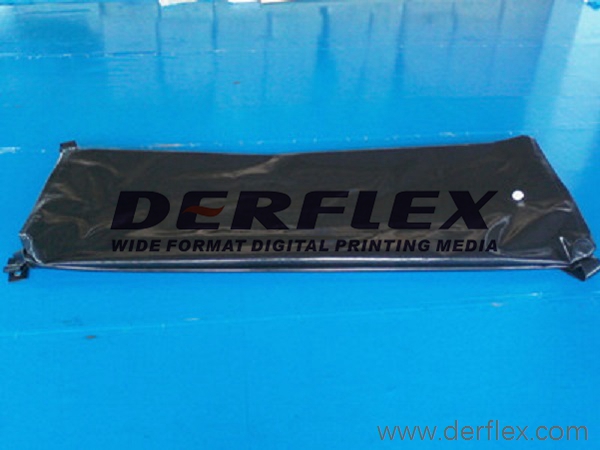 DERFLEX
WIDE FORMAT DIGITAL PRINTING MEDIA
www.derflex.com